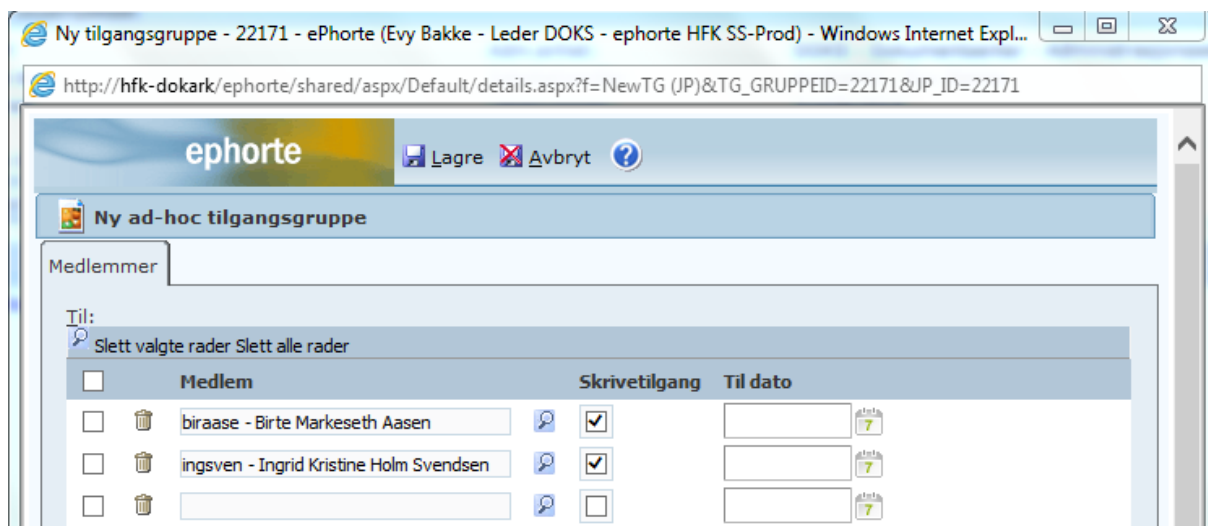 Ny tilgangsgruppe - 22171 - ePhorte (Evy Bakke - Leder DOKS - ephorte HFK SS-Prod) - Windows Internet Expl...
http://hfk-dokark/ephorte/shared/aspx/Default/details.aspx?f=NewTG (JP)&TG_GRUPPEID=22171&JP_ID=22171
ephorte Lagre Avbryt ?
Ny ad-hoc tilgangsgruppe
Medlemmer
Til:
Slett valgte rader Slett alle rader
Medlem Skrivetilgang Til dato
biraase - Birte Markeseth Aasen 7
ingsven - Ingrid Kristine Holm Svendsen 7
7